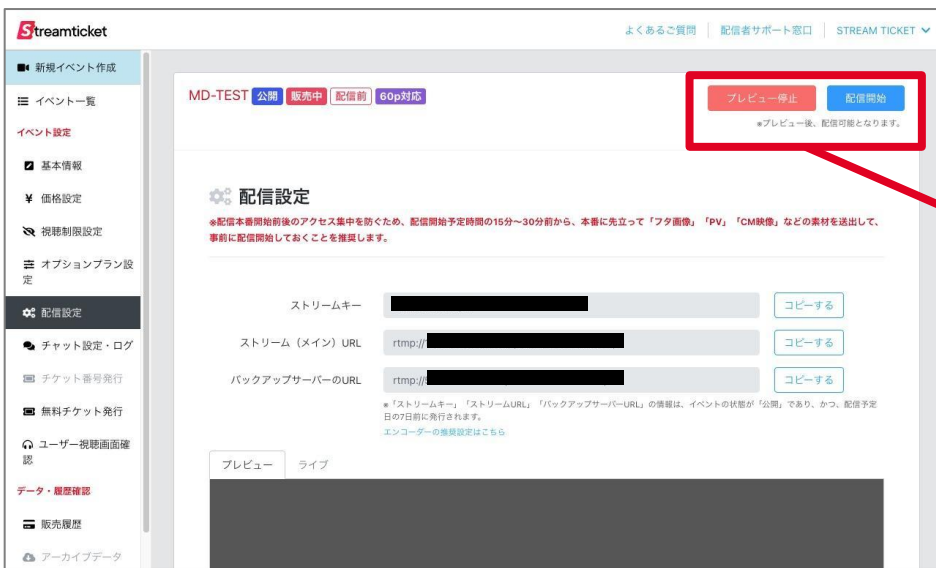 Streamticket
よくあるご質問
配信者サポート窓口
STREAM TICKET
新規イベント作成
イベント一覧
イベント設定
基本情報
価格設定
視聴制限設定
オプションプラン設
定
配信設定
チャット設定・ログ
チケット番号発行
無料チケット発行
ユーザー視聴画面確
認
データ・履歴確認
販売履歴
アーカイブデータ
MD-TEST 公開 販売中 配信前 60p対応
プレビュー停止
配信開始
※プレビュー後、配信可能となります。
配信設定
※配信本番開始前後のアクセス集中を防ぐため、配信開始予定時間の15分〜30分前から、本番に先立って「フタ画像」「PV」「CM映像」などの素材を送出して、
事前に配信開始しておくことを推奨します。
ストリームキー
コピーする
ストリーム（メイン）URL
rtmp://
コピーする
バックアップサーバーのURL
rtmp://
コピーする
※「ストリームキー」「ストリームURL」「バックアップサーバーURL」の情報は、イベントの状態が「公開」であり、かつ、配信予定
日の7日前に発行されます。
エンコーダーの推奨設定はこちら
プレビュー
ライブ